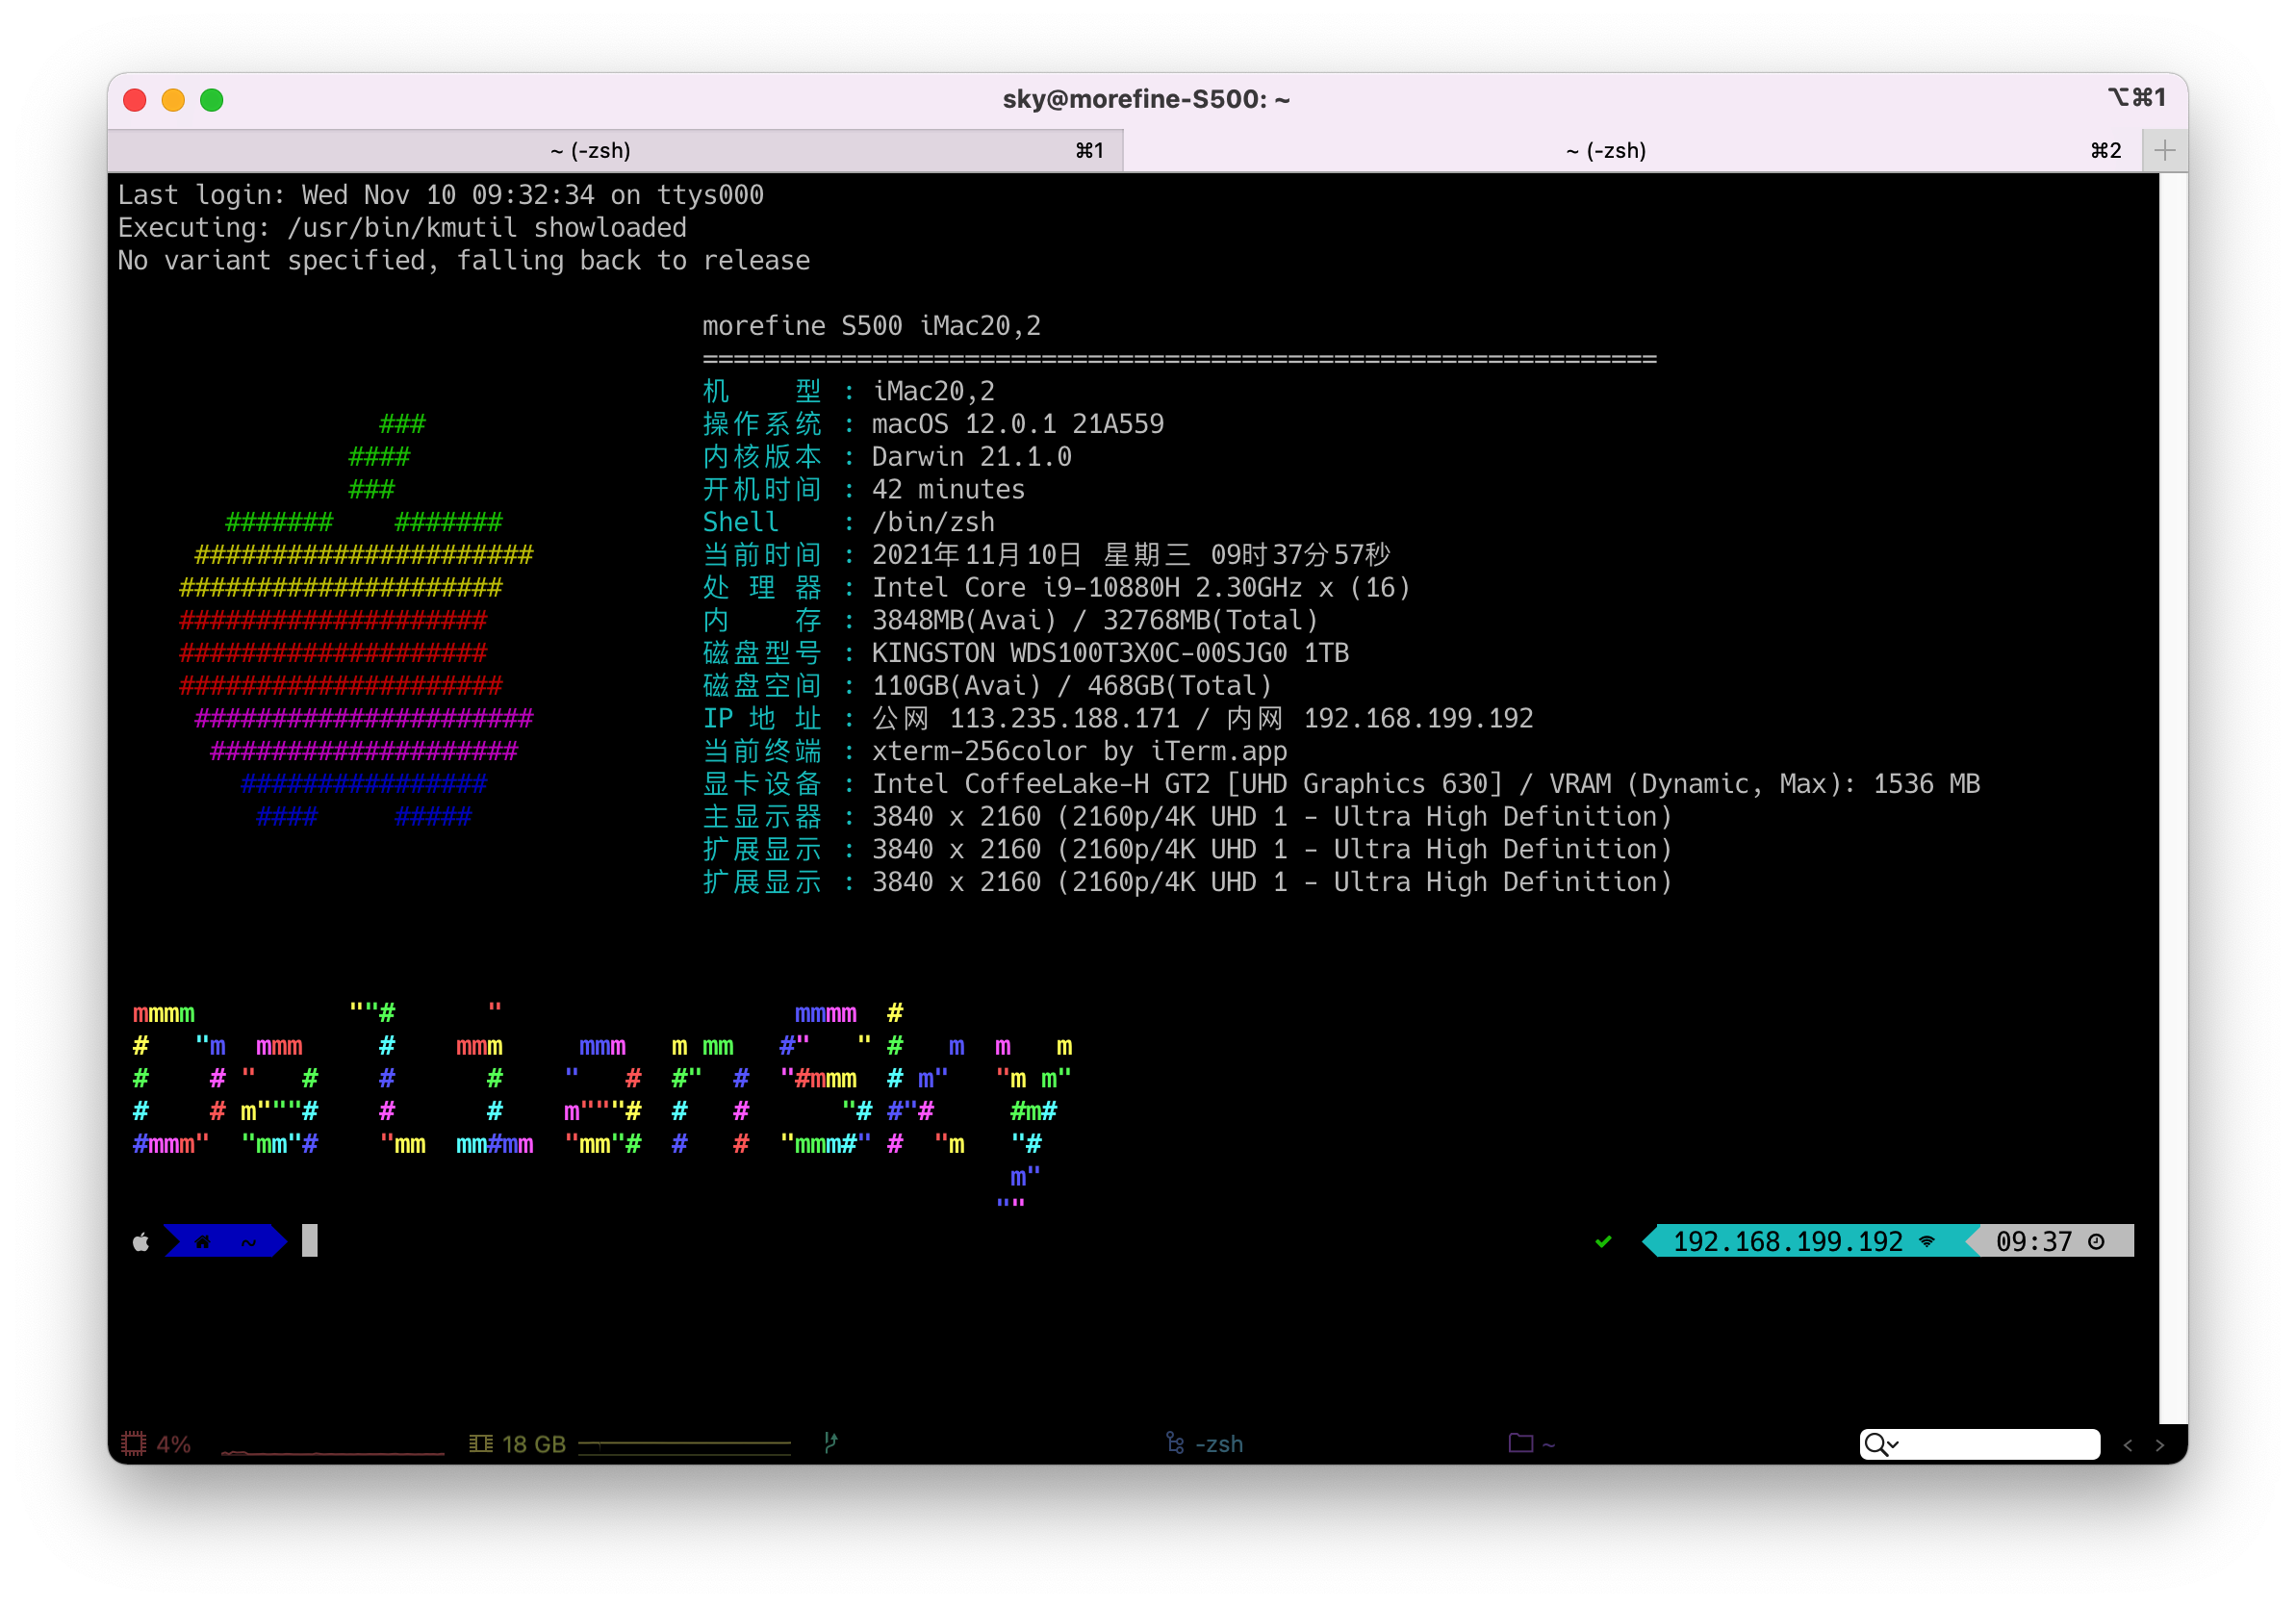 sky@morefine-S500: ~
⌥⌘1
~ (-zsh) ⌘1
~ (-zsh) ⌘2
Last login: Wed Nov 10 09:32:34 on ttys000
Executing: /usr/bin/kmutil showloaded
No variant specified, falling back to release
morefine S500 iMac20,2
==============================================================
机 型 : iMac20,2
操作系统 : macOS 12.0.1 21A559
内核版本 : Darwin 21.1.0
开机时间 : 42 minutes
Shell : /bin/zsh
当前时间 : 2021年11月10日 星期三 09时37分57秒
处 理 器 : Intel Core i9-10880H 2.30GHz x (16)
内 存 : 3848MB(Avai) / 32768MB(Total)
磁盘型号 : KINGSTON WDS100T3X0C-00SJG0 1TB
磁盘空间 : 110GB(Avai) / 468GB(Total)
IP 地 址 : 公网 113.235.188.171 / 内网 192.168.199.192
当前终端 : xterm-256color by iTerm.app
显卡设备 : Intel CoffeeLake-H GT2 [UHD Graphics 630] / VRAM (Dynamic, Max): 1536 MB
主显示器 : 3840 x 2160 (2160p/4K UHD 1 - Ultra High Definition)
扩展显示 : 3840 x 2160 (2160p/4K UHD 1 - Ultra High Definition)
扩展显示 : 3840 x 2160 (2160p/4K UHD 1 - Ultra High Definition)
DalianSky
~
192.168.199.192
09:37
4%
18 GB
-zsh
~